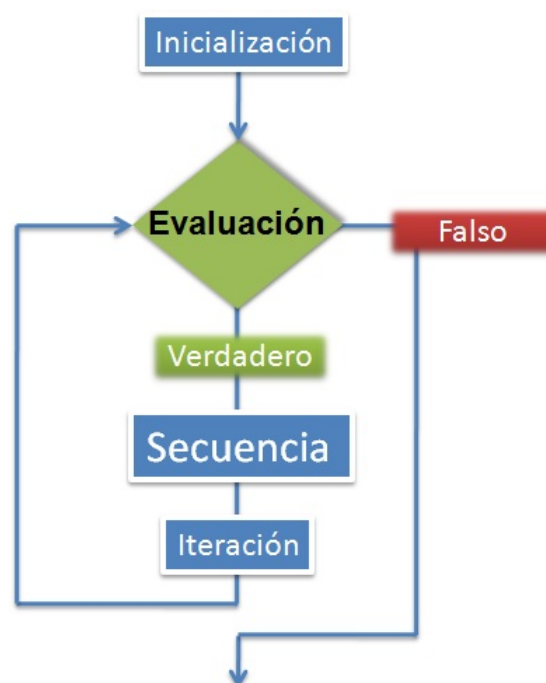 Inicialización
Evaluación
Falso
Verdadero
Secuencia
Iteración